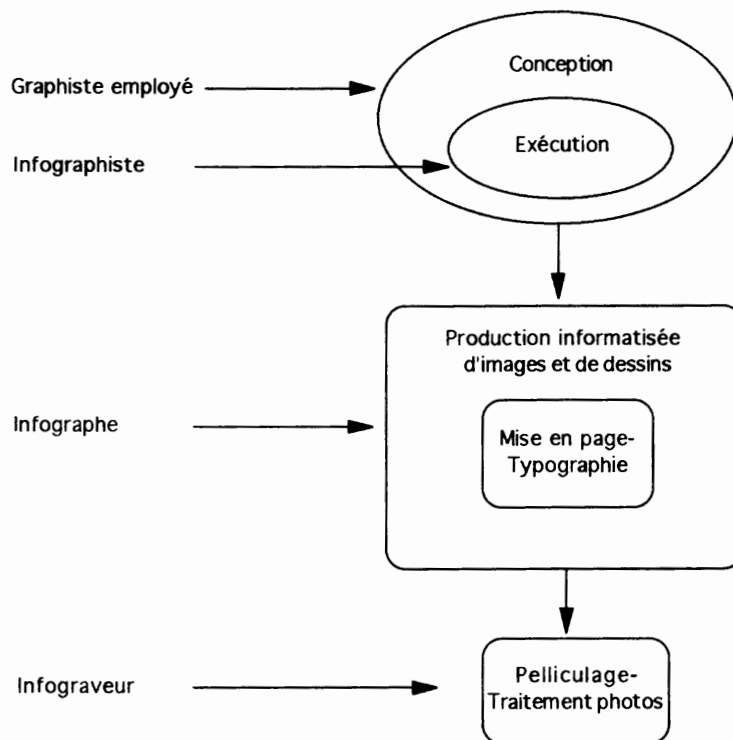 Conception
Graphiste employé
Exécution
Infographiste
Production informatisée
d'images et de dessins
Infographe
Mise en page-
Typographie
Infograveur
Pelliculage-
Traitement photos